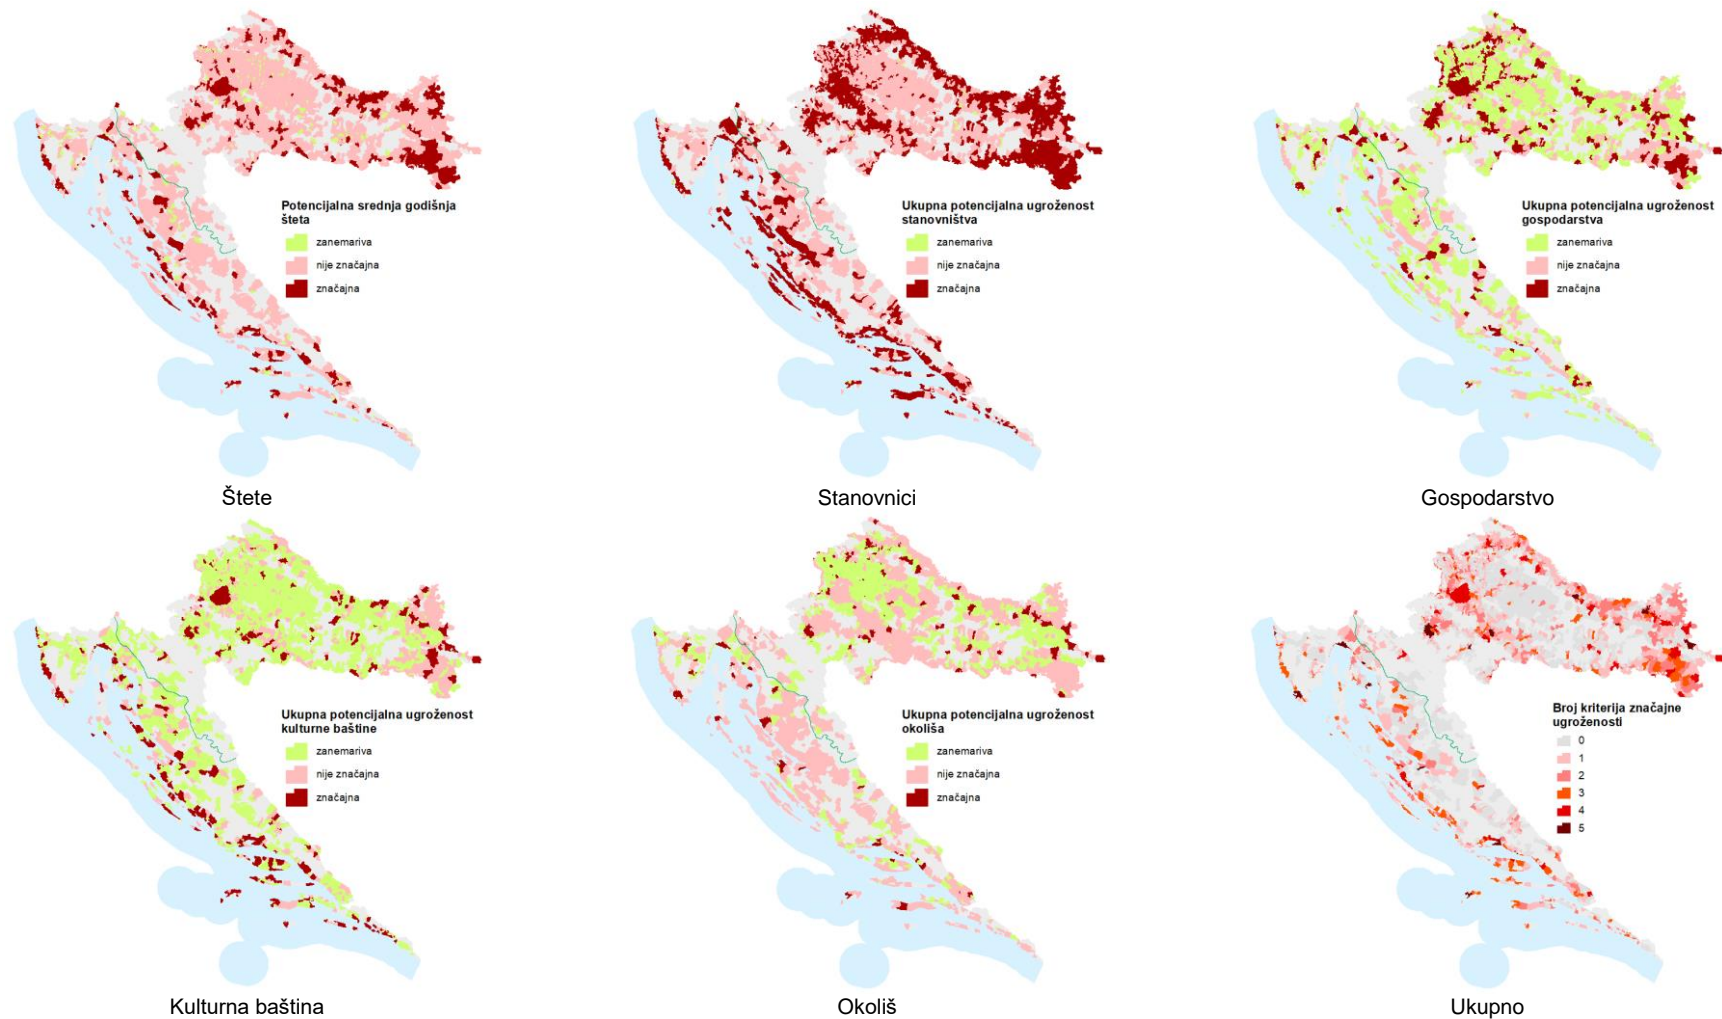 Potencijalna srednja godišnja
šteta
zanemariva
nije značajna
značajna
Štete
Ukupna potencijalna ugroženost
stanovništva
zanemariva
nije značajna
značajna
Stanovnici
Ukupna potencijalna ugroženost
gospodarstva
zanemariva
nije značajna
značajna
Gospodarstvo
Ukupna potencijalna ugroženost
kulturne baštine
zanemariva
nije značajna
značajna
Kulturna baština
Ukupna potencijalna ugroženost
okoliša
zanemariva
nije značajna
značajna
Okoliš
Broj kriterija značajne
ugroženosti
0
1
2
3
4
5
Ukupno